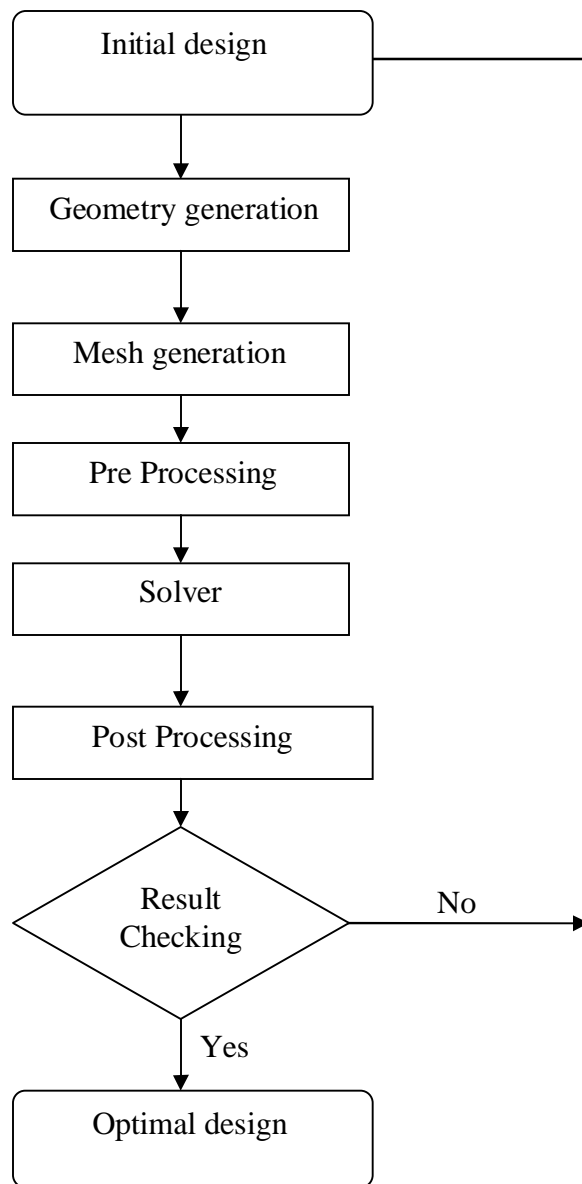 Initial design
Geometry generation
Mesh generation
Pre Processing
Solver
Post Processing
Result
Checking
No
Yes
Optimal design